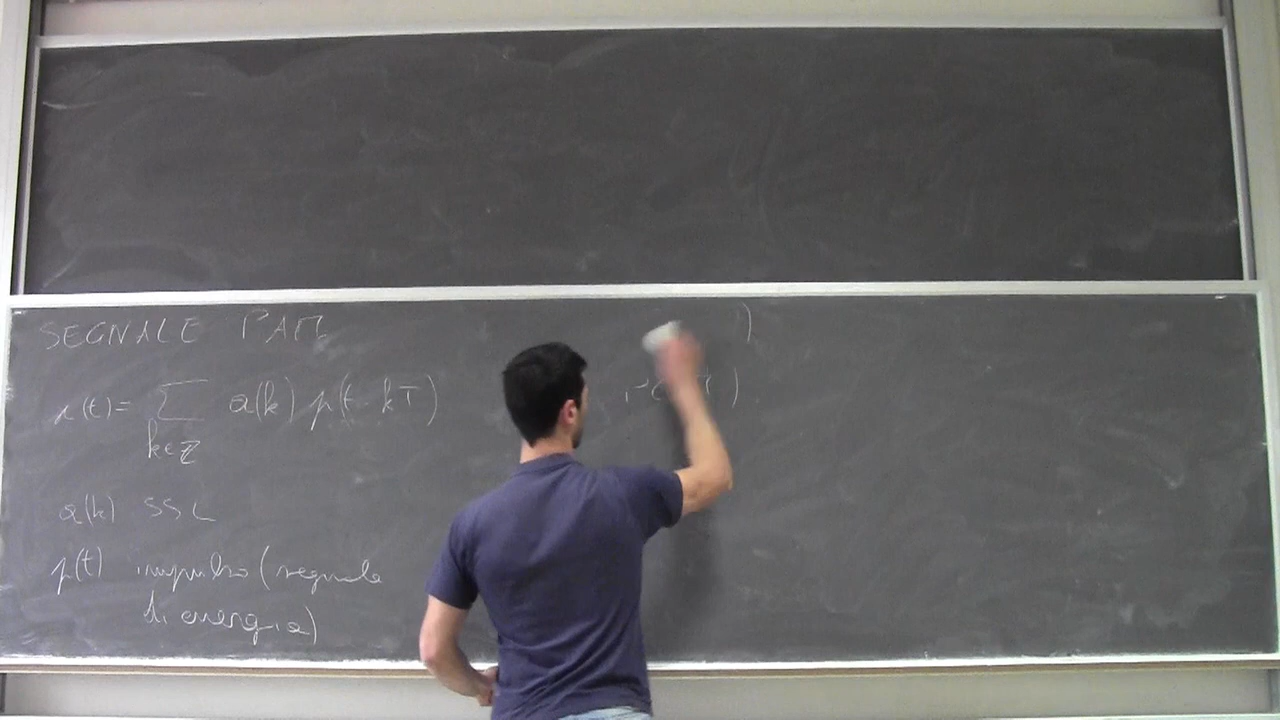 SEGNALE PAM
s(t) = ∑ a(k) p(t - kT)
k∈ℤ
a(k) SSL
p(t) impulso (segnale
di energia)
)
T)